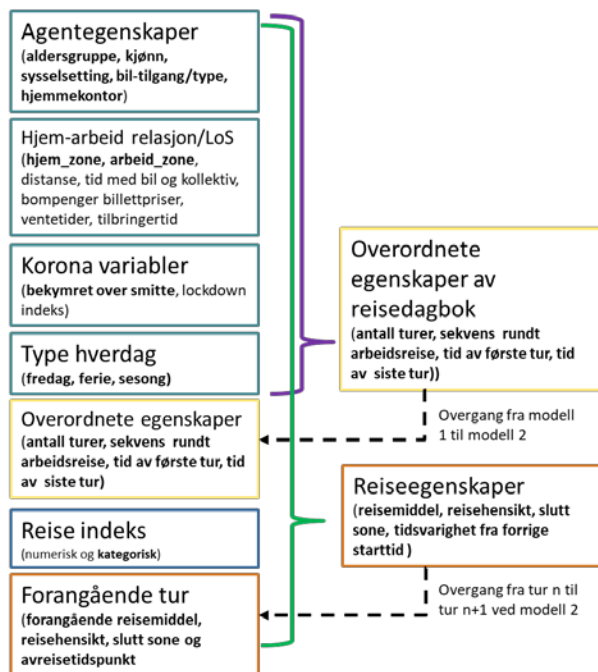 Agentegenskaper
(aldersgruppe, kjønn,
sysselsetting, bil-tilgang/type,
hjemmekontor)
Hjem-arbeid relasjon/LoS
(hjem_zone, arbeid_zone,
distanse, tid med bil og kollektiv,
bompenger billettpriser,
ventetider, tilbringertid
Korona variabler
(bekymret over smitte, lockdown
indeks)
Type hverdag
(fredag, ferie, sesong)
Overordnete egenskaper
(antall turer, sekvens rundt
arbeidsreise, tid av første tur, tid
av siste tur)
Reise indeks
(numerisk og kategorisk)
Forangående tur
(forangående reisemiddel,
reisehensikt, slutt sone og
avreisetidspunkt
Overordnete
egenskaper av
reisedagbok
(antall turer, sekvens rundt
arbeidsreise, tid av første tur, tid
av siste tur))
Overgang fra modell
1 til modell 2
Reiseegenskaper
(reisemiddel, reisehensikt, slutt
sone, tidsvarighet fra forrige
starttid )
Overgang fra tur n til
tur n+1 ved modell 2